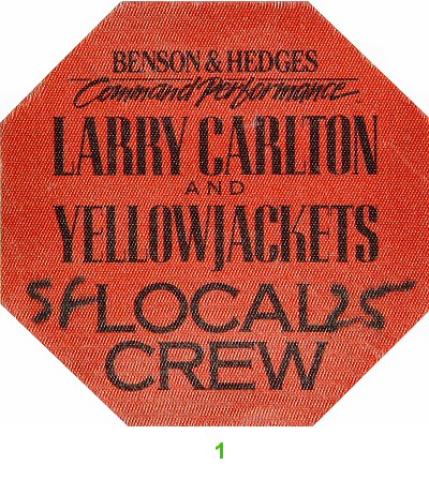 BENSON & HEDGES
Command Performance
LARRY CARLTON
AND
YELLOWJACKETS
SF LOCAL 25
CREW
1